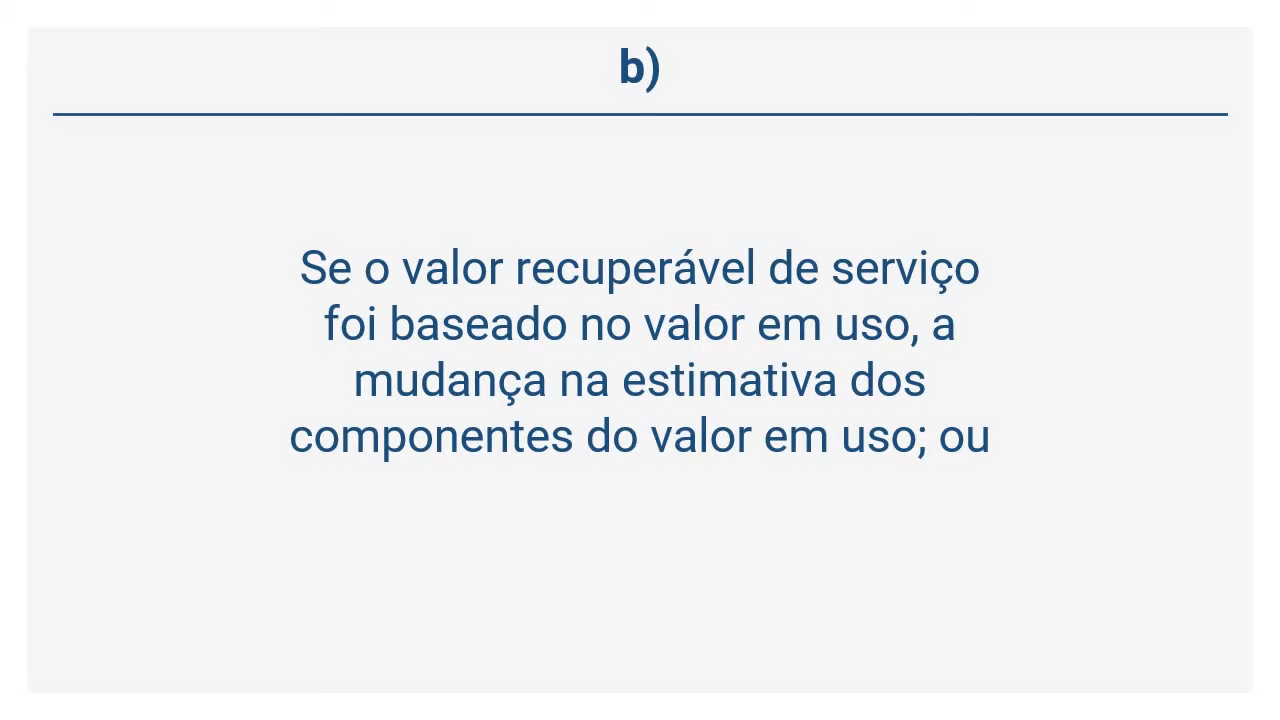 b)
Se o valor recuperável de serviço
foi baseado no valor em uso, a
mudança na estimativa dos
componentes do valor em uso; ou